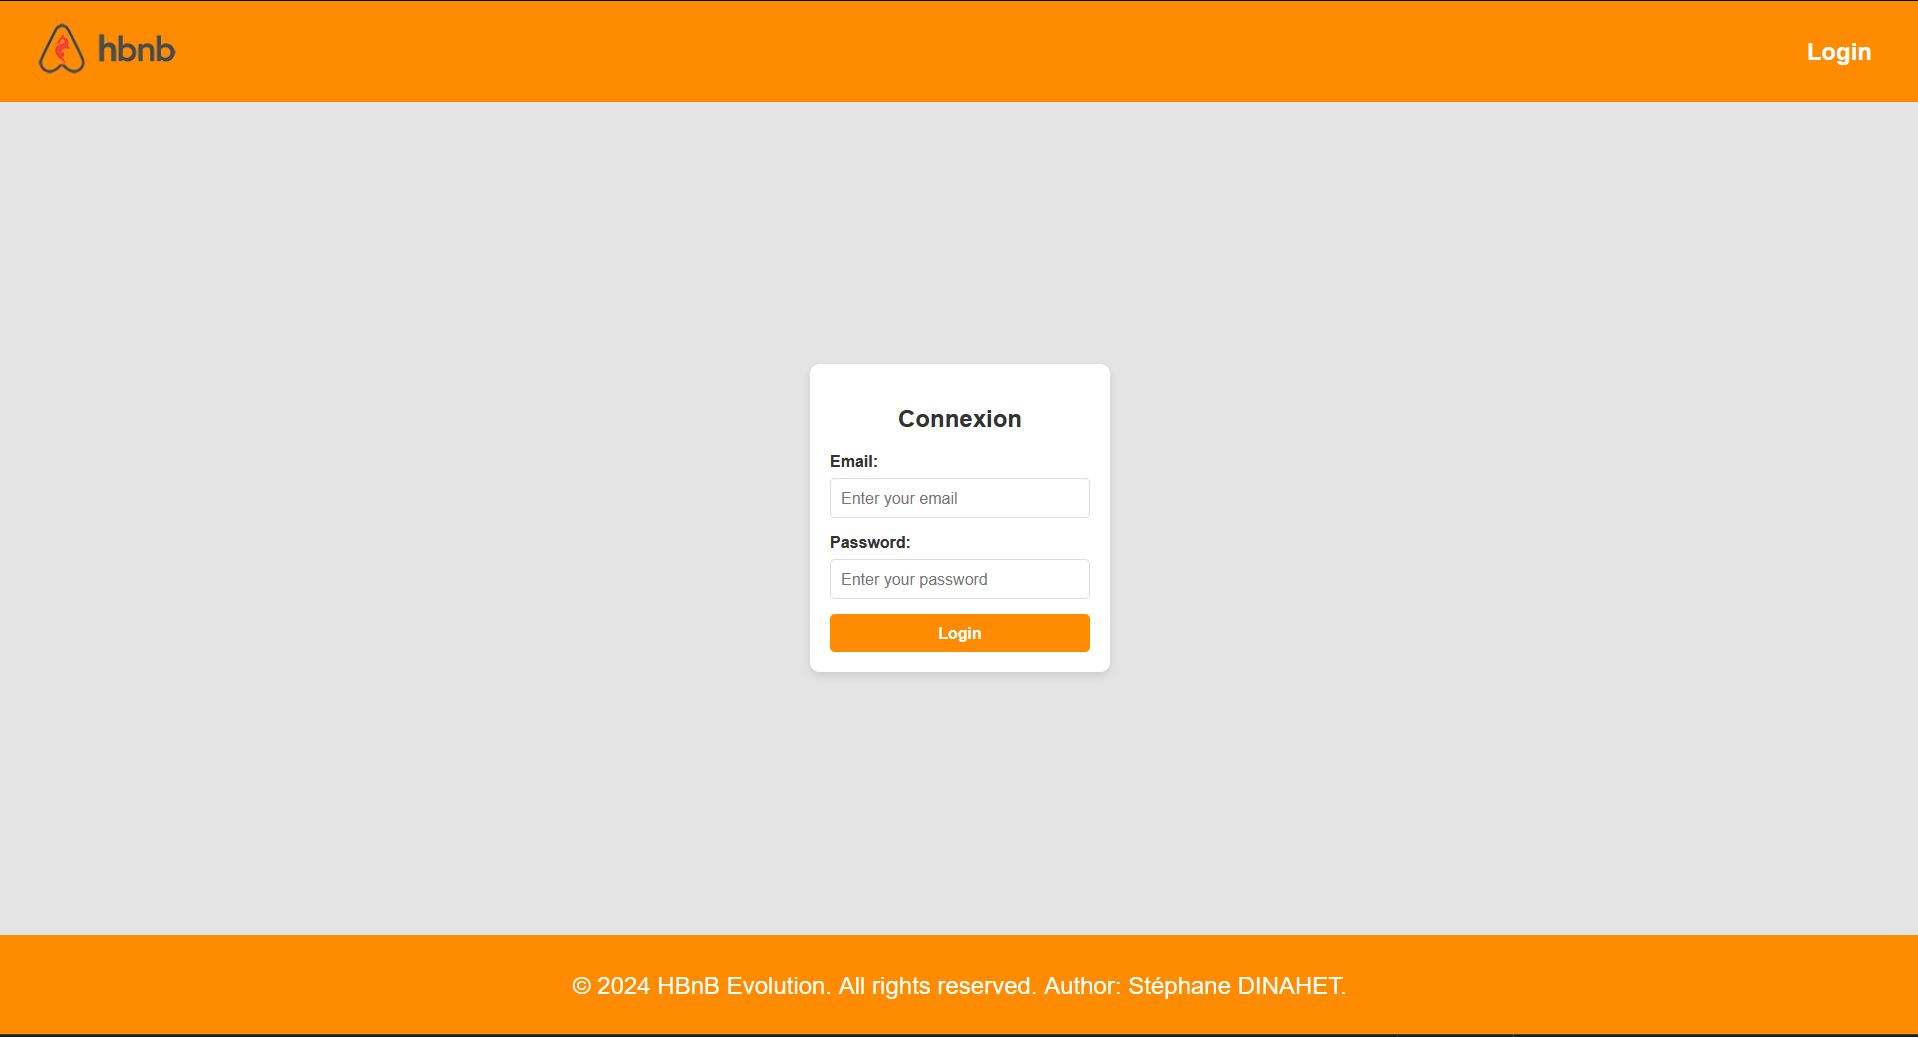 hbnb
Login
Connexion
Email:
Enter your email
Password:
Enter your password
Login
© 2024 HBnB Evolution. All rights reserved. Author: Stéphane DINAHET.